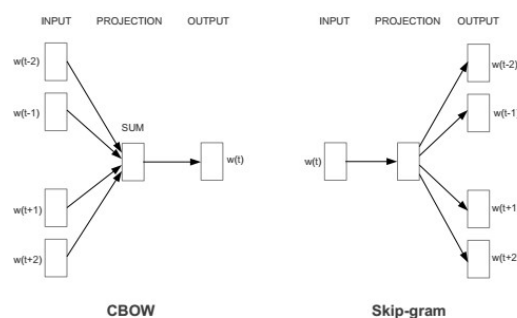 INPUT PROJECTION OUTPUT INPUT PROJECTION OUTPUT
w(t-2) w(t-2)
w(t-1) w(t-1)
SUM
w(t) w(t)
w(t+1) w(t+1
w(t+2) w(t+2
CBOW Skip-gram